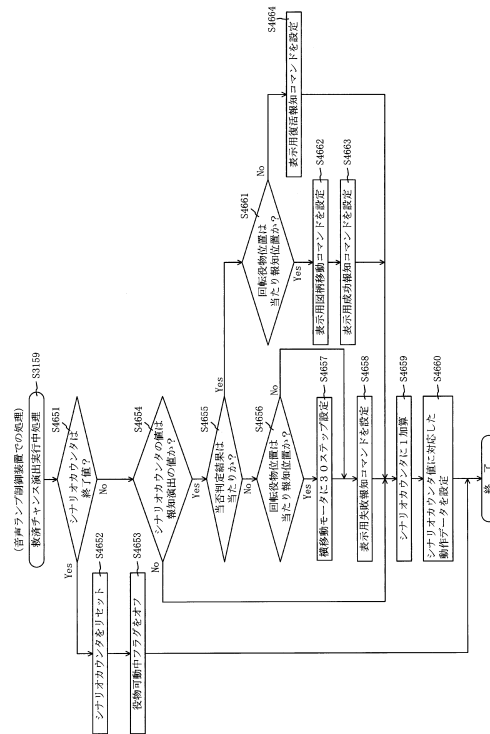 (音声ランプ制御装置での処理)
救済チャンス演出実行中処理
S3159
シナリオカウンタは
終了値?
S4651
Yes
No
シナリオカウンタをリセット
S4652
役物可動中フラグをオフ
S4653
シナリオカウンタの値は
報知演出の値か?
S4654
No
Yes
当否判定結果は
当たりか?
S4655
Yes
No
回転役物位置は
当たり報知位置か?
S4656
No
Yes
横移動モータに30ステップ設定
S4657
表示用失敗報知コマンドを設定
S4658
シナリオカウンタに1加算
S4659
シナリオカウンタ値に対応した
動作データを設定
S4660
回転役物位置は
当たり報知位置か?
S4661
No
Yes
表示用図柄移動コマンドを設定
S4662
表示用成功報知コマンドを設定
S4663
表示用復活報知コマンドを設定
S4664
終 了